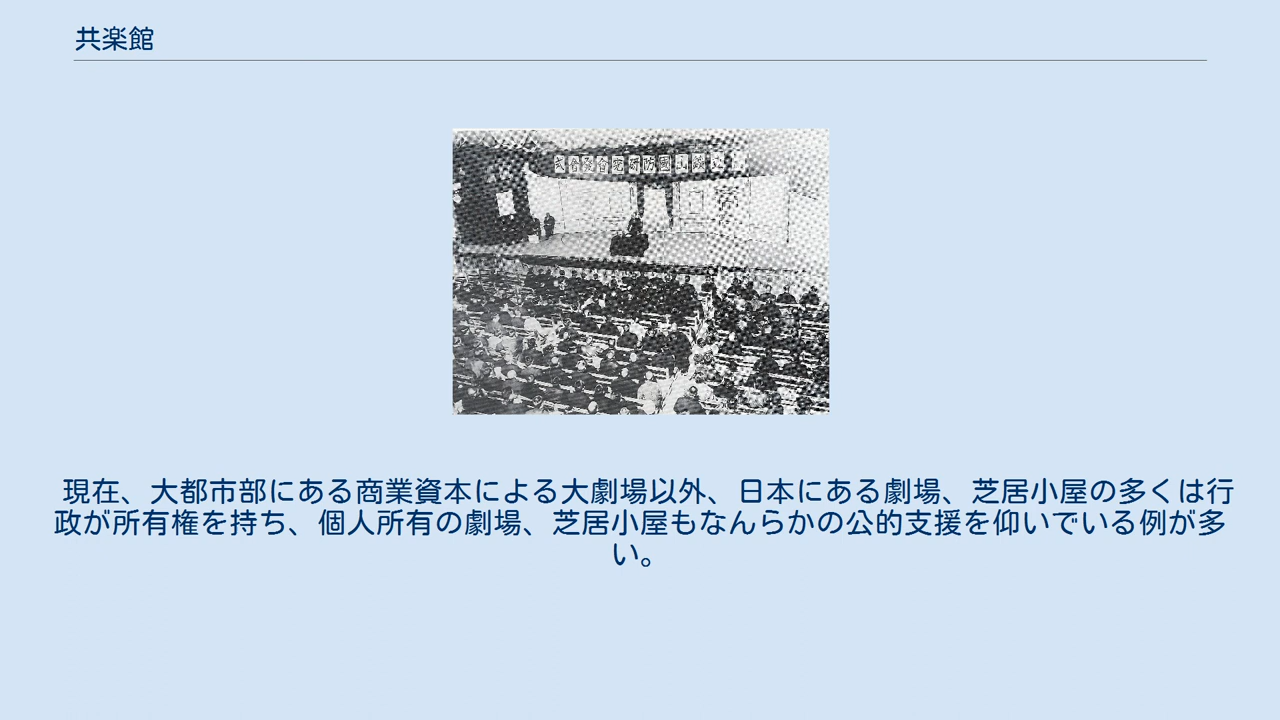 共楽館
現在、大都市部にある商業資本による大劇場以外、日本にある劇場、芝居小屋の多くは行
政が所有権を持ち、個人所有の劇場、芝居小屋もなんらかの公的支援を仰いでいる例が多
い。